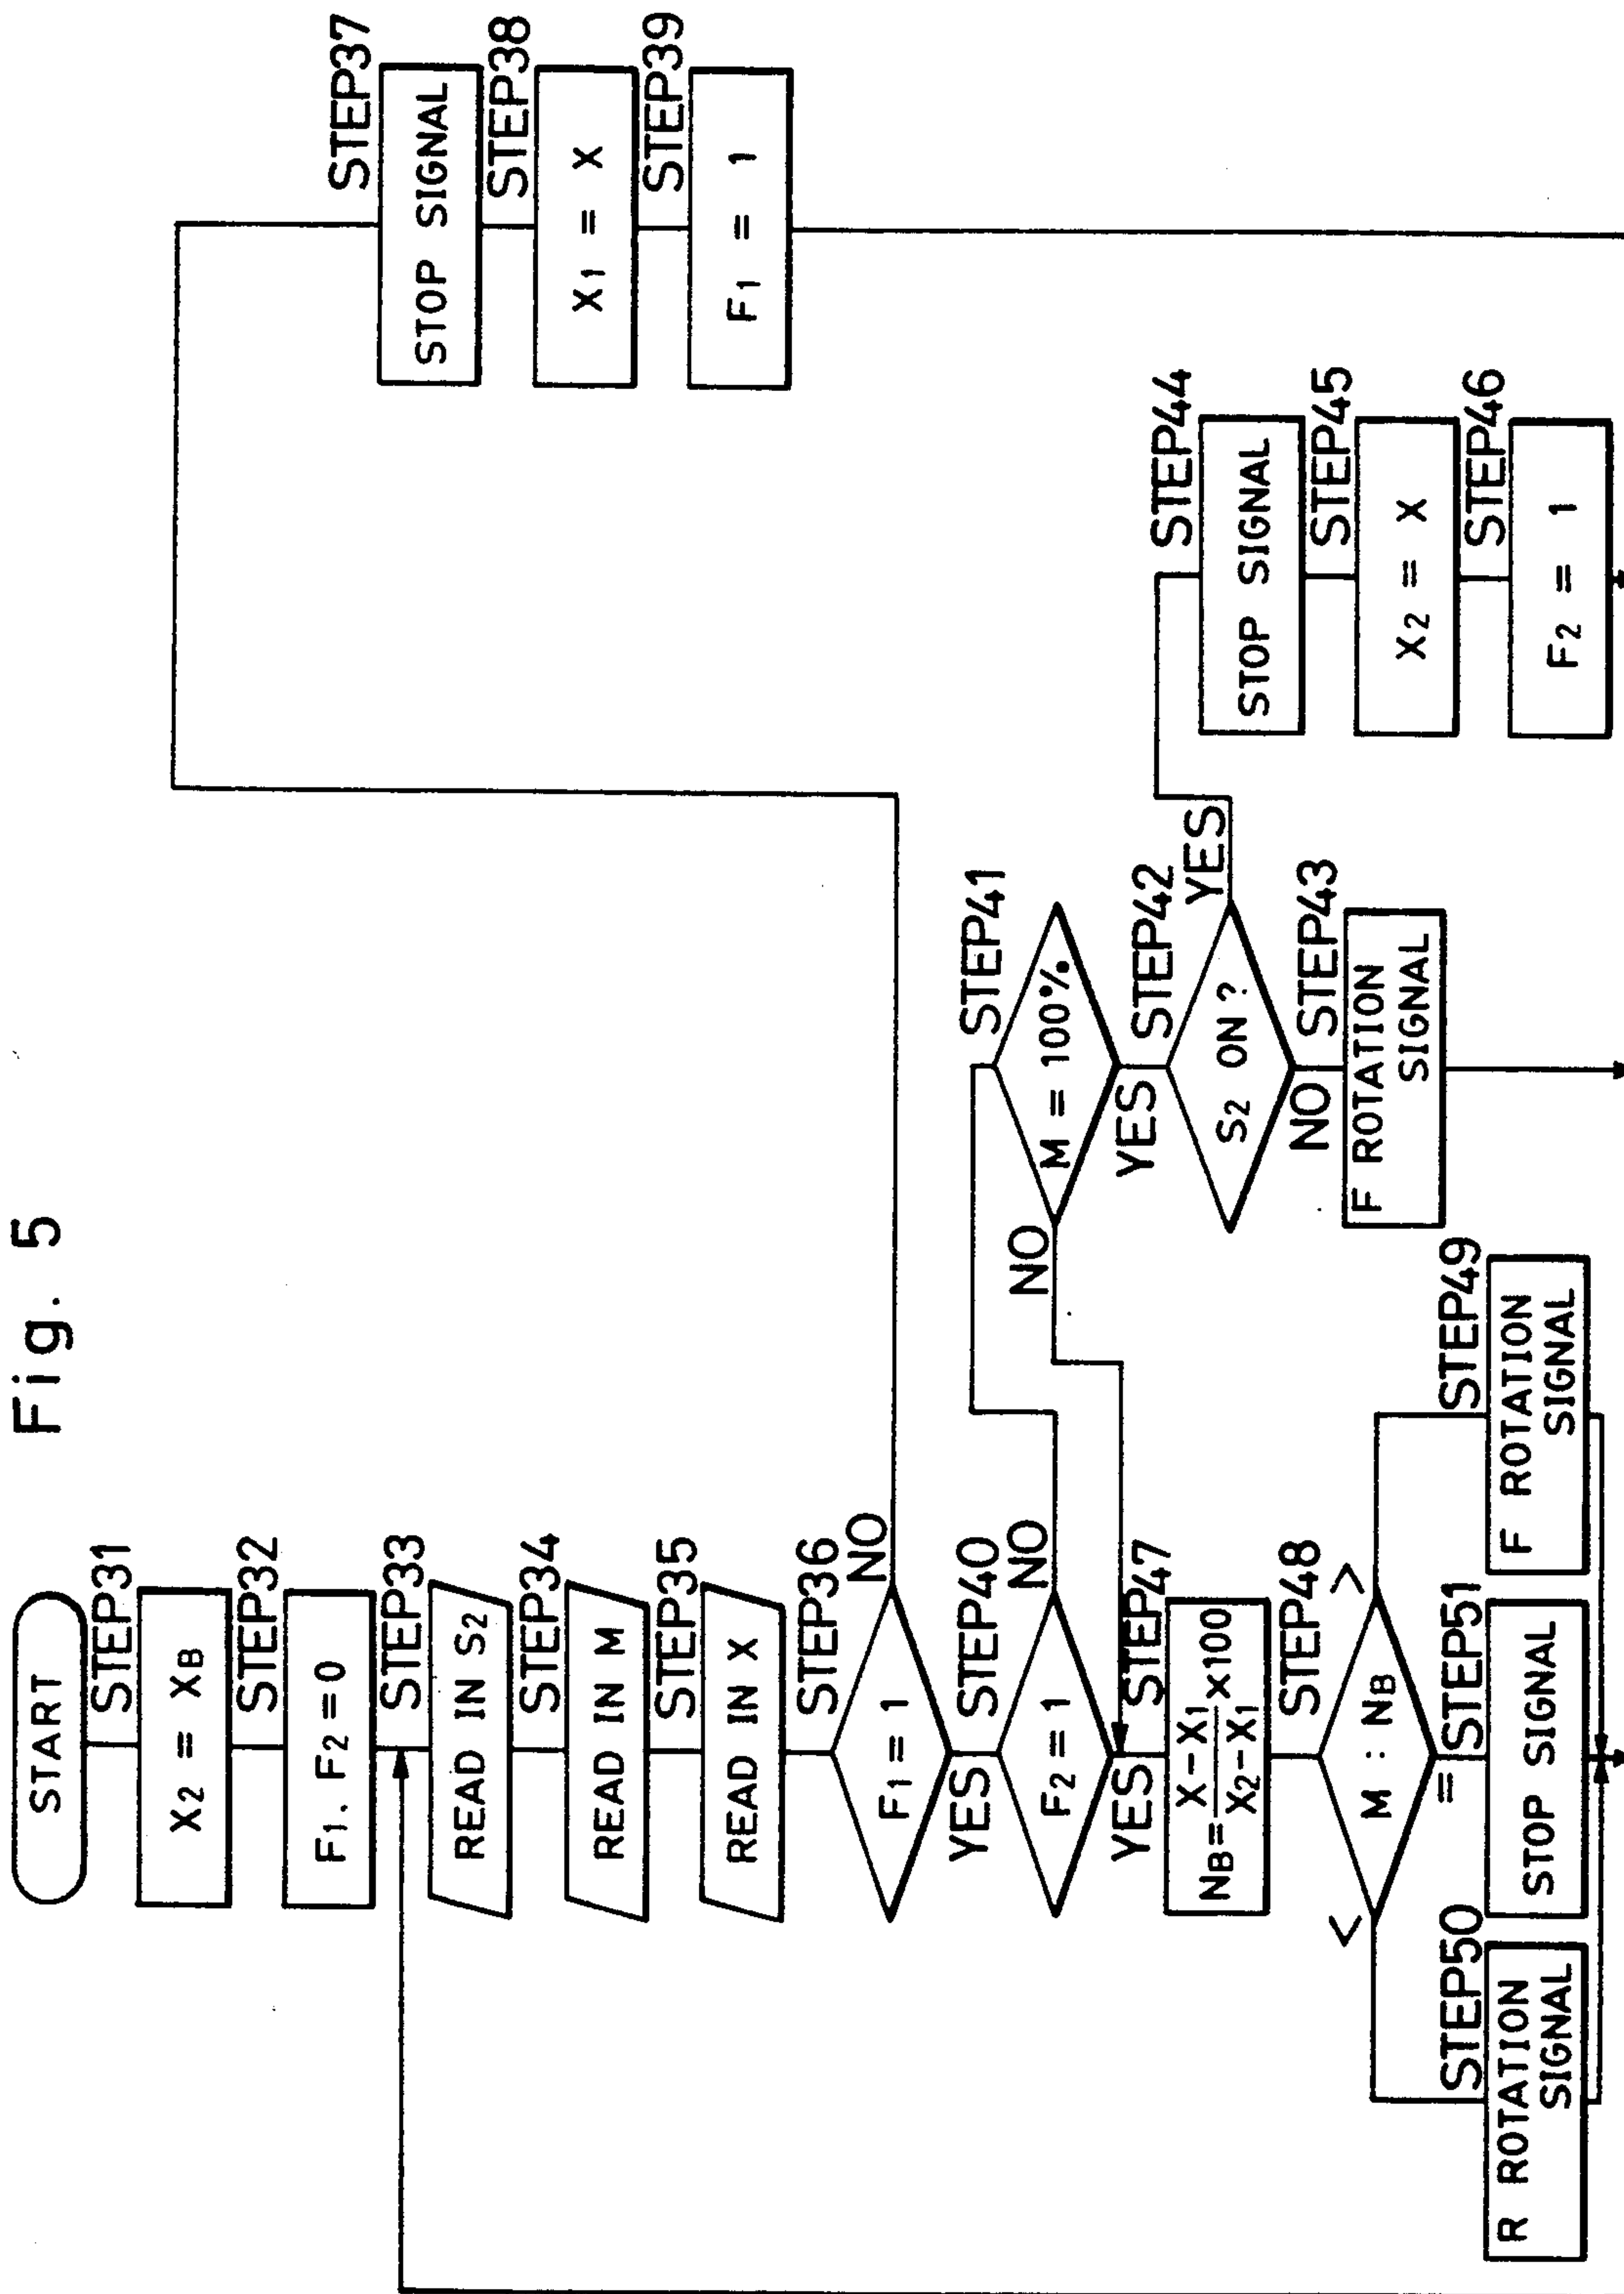 Fig. 5
START
STEP31
X2 = XB
STEP32
F1. F2 = 0
STEP33
READ IN S2
STEP34
READ IN M
STEP35
READ IN X
STEP36
F1 = 1
NO
YES
STEP37
STOP SIGNAL
STEP38
X1 = X
STEP39
F1 = 1
STEP40
F2 = 1
NO
YES
STEP41
M = 100%
NO
YES
STEP42
S2 ON ?
YES
NO
STEP43
F ROTATION
SIGNAL
STEP44
STOP SIGNAL
STEP45
X2 = X
STEP46
F2 = 1
STEP47
NB = X - X1 / X2 - X1 ×100
STEP48
M : NB
<
=
>
STEP49
F ROTATION
SIGNAL
STEP50
R ROTATION
SIGNAL
STEP51
STOP SIGNAL